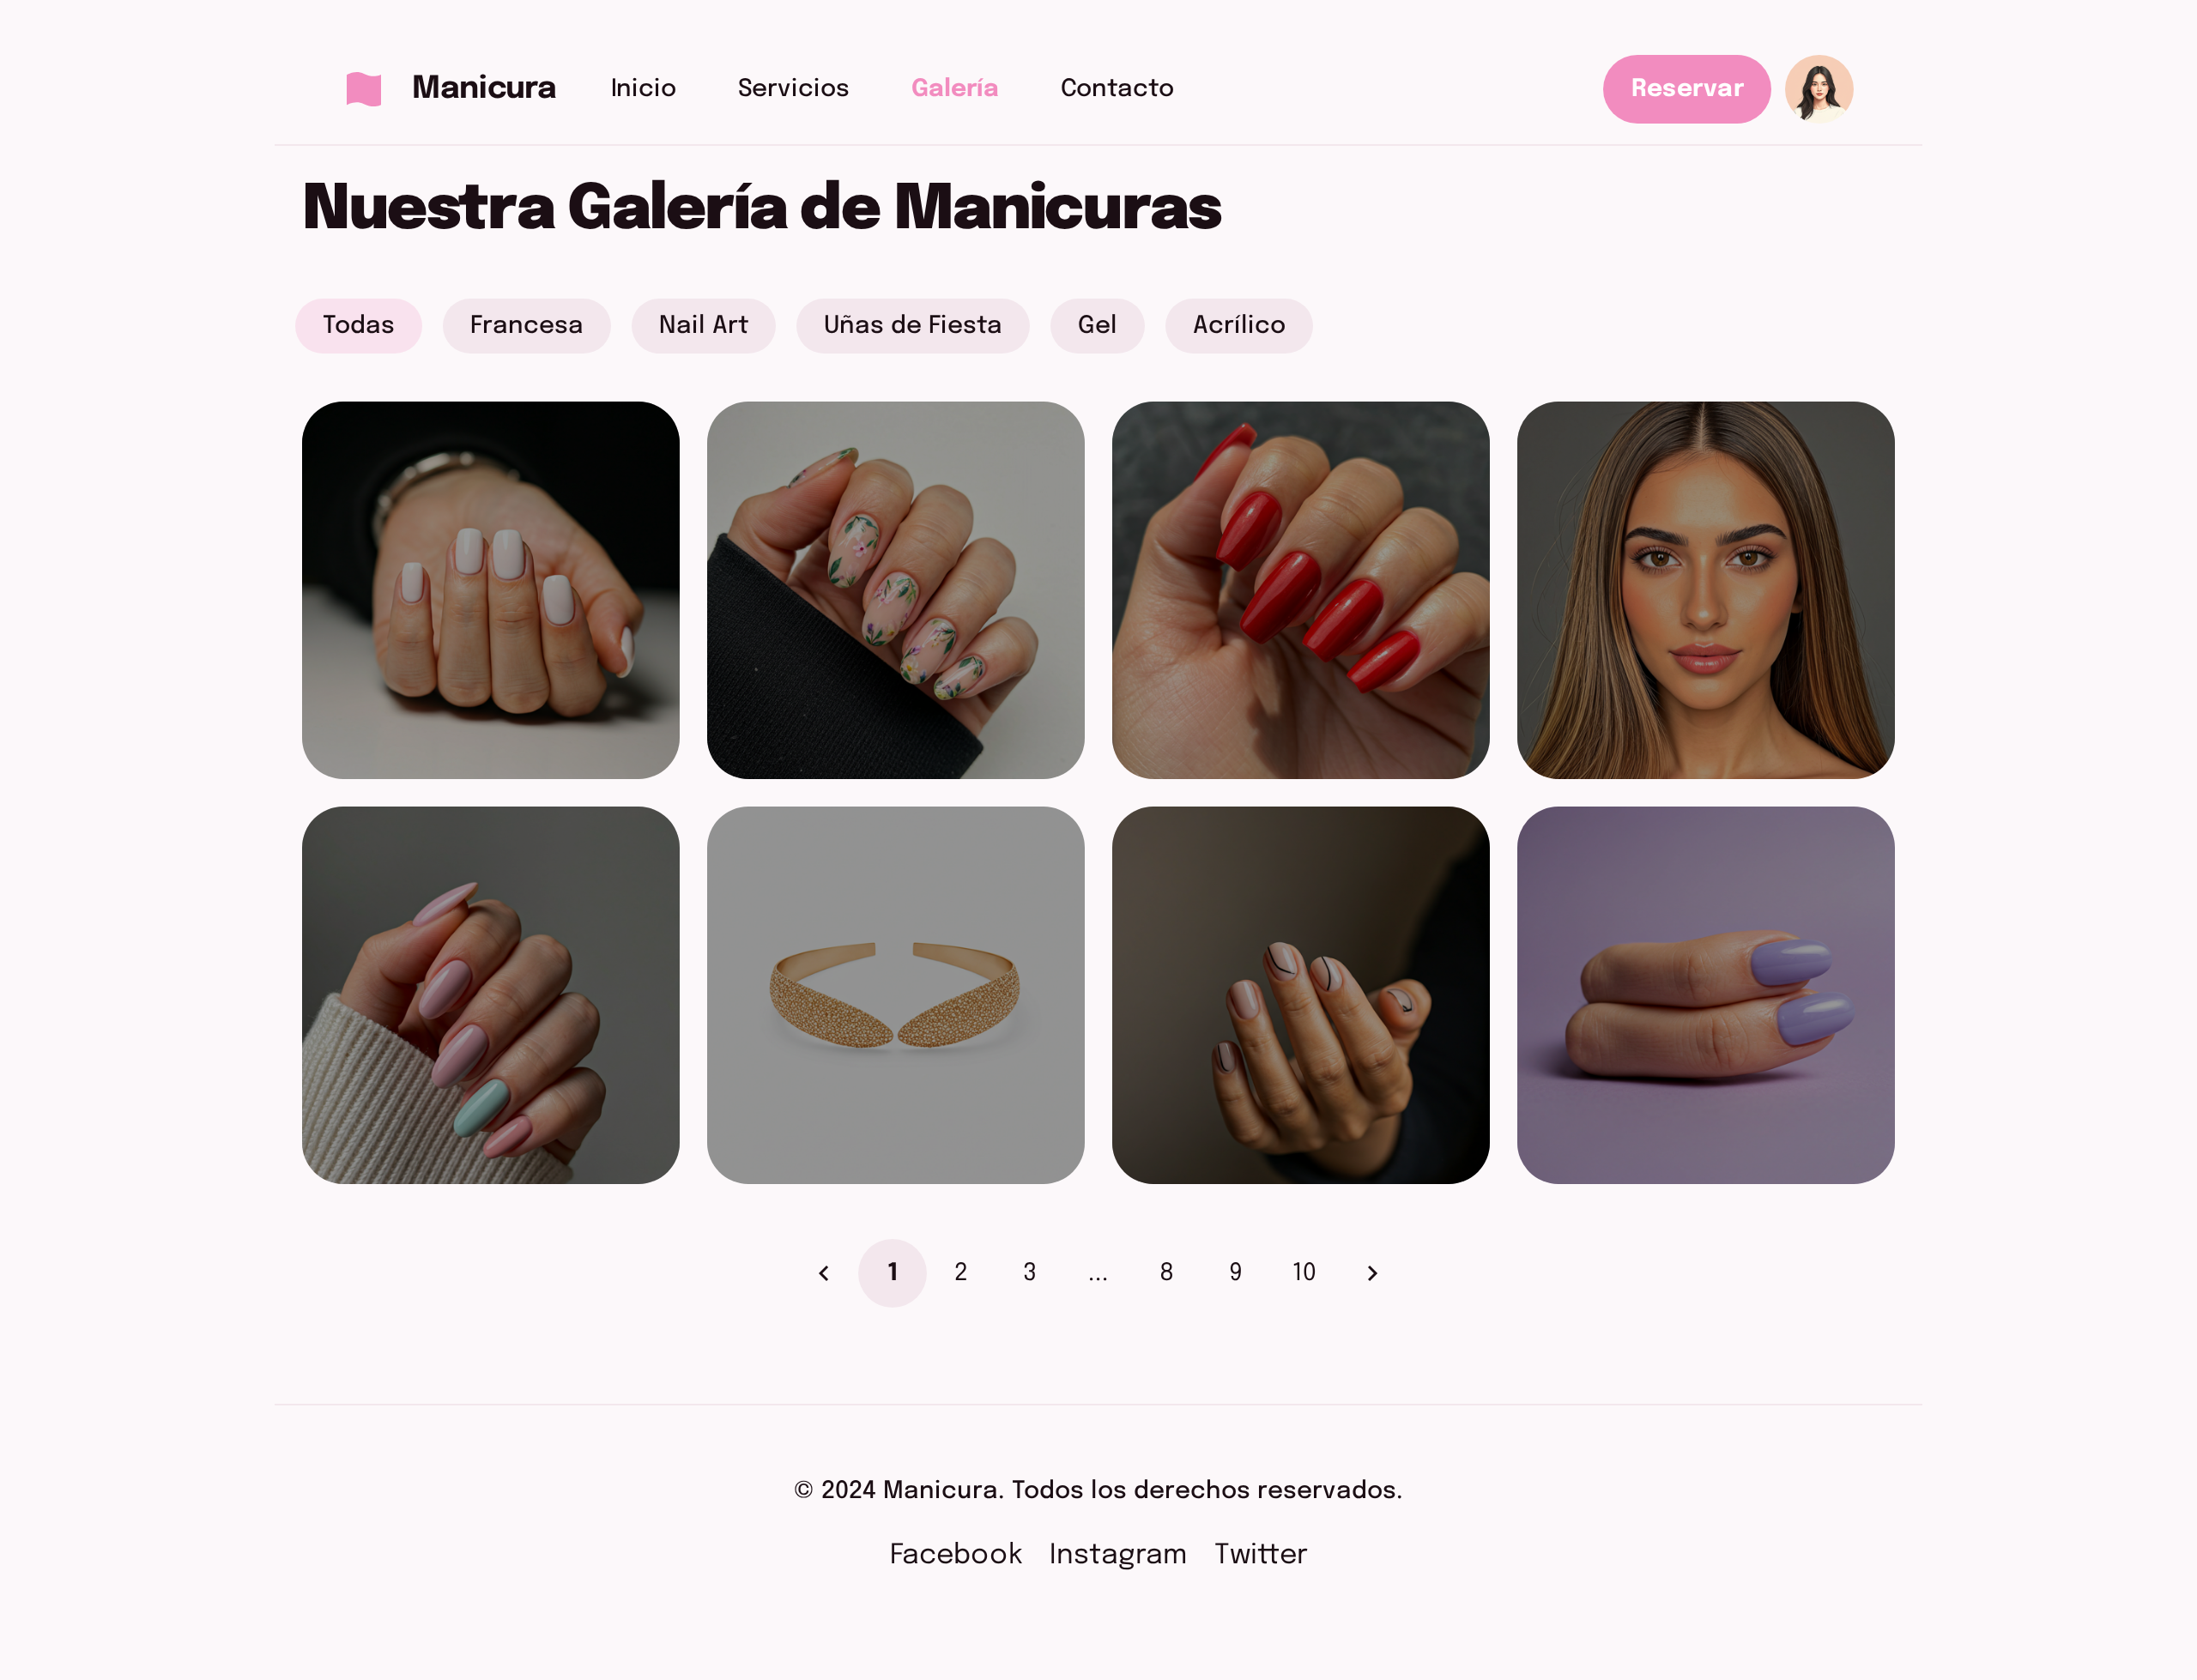 Manicura Inicio Servicios Galería Contacto Reservar
Nuestra Galería de Manicuras
Todas Francesa Nail Art Uñas de Fiesta Gel Acrílico
1 2 3 ... 8 9 10
© 2024 Manicura. Todos los derechos reservados.
Facebook Instagram Twitter